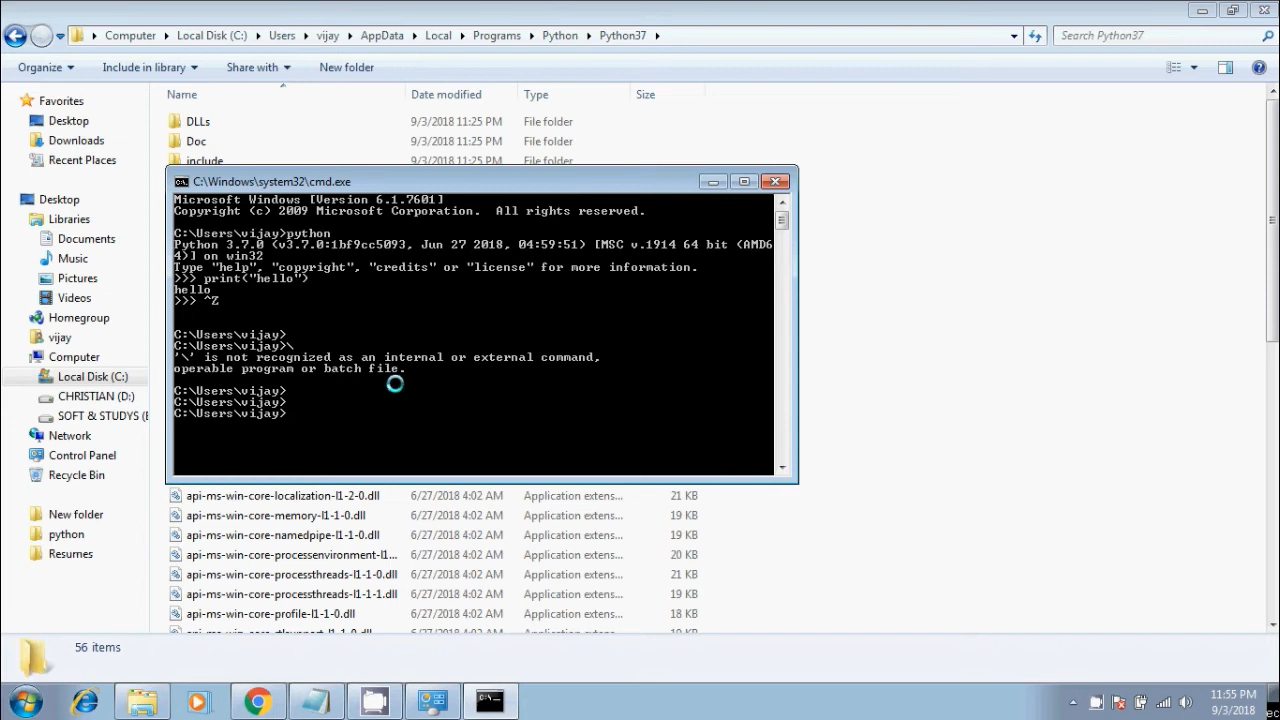 Computer Local Disk (C:) Users vijay AppData Local Programs Python Python37
Search Python37
Organize Include in library Share with New folder
Name Date modified Type Size
Favorites
Desktop
Downloads
Recent Places
Desktop
Libraries
Documents
Music
Pictures
Videos
Homegroup
vijay
Computer
Local Disk (C:)
CHRISTIAN (D:)
SOFT & STUDYS (E
Network
Control Panel
Recycle Bin
New folder
python
Resumes
DLLs 9/3/2018 11:25 PM File folder
Doc 9/3/2018 11:25 PM File folder
include 9/3/2018 11:25 PM File folder
C:\Windows\system32\cmd.exe
Microsoft Windows [Version 6.1.7601]
Copyright (c) 2009 Microsoft Corporation. All rights reserved.
C:\Users\vijay>python
Python 3.7.0 (v3.7.0:1bf9cc5093, Jun 27 2018, 04:59:51) [MSC v.1914 64 bit (AMD6
4)] on win32
Type "help", "copyright", "credits" or "license" for more information.
>>> print("hello")
hello
>>> ^Z
C:\Users\vijay>
C:\Users\vijay>\
'\' is not recognized as an internal or external command,
operable program or batch file.
C:\Users\vijay>
C:\Users\vijay>
C:\Users\vijay>
api-ms-win-core-localization-l1-2-0.dll 6/27/2018 4:02 AM Application extens... 21 KB
api-ms-win-core-memory-l1-1-0.dll 6/27/2018 4:02 AM Application extens... 19 KB
api-ms-win-core-namedpipe-l1-1-0.dll 6/27/2018 4:02 AM Application extens... 19 KB
api-ms-win-core-processenvironment-l1... 6/27/2018 4:02 AM Application extens... 20 KB
api-ms-win-core-processthreads-l1-1-0.dll 6/27/2018 4:02 AM Application extens... 21 KB
api-ms-win-core-processthreads-l1-1-1.dll 6/27/2018 4:02 AM Application extens... 19 KB
api-ms-win-core-profile-l1-1-0.dll 6/27/2018 4:02 AM Application extens... 18 KB
56 items
11:55 PM
9/3/2018